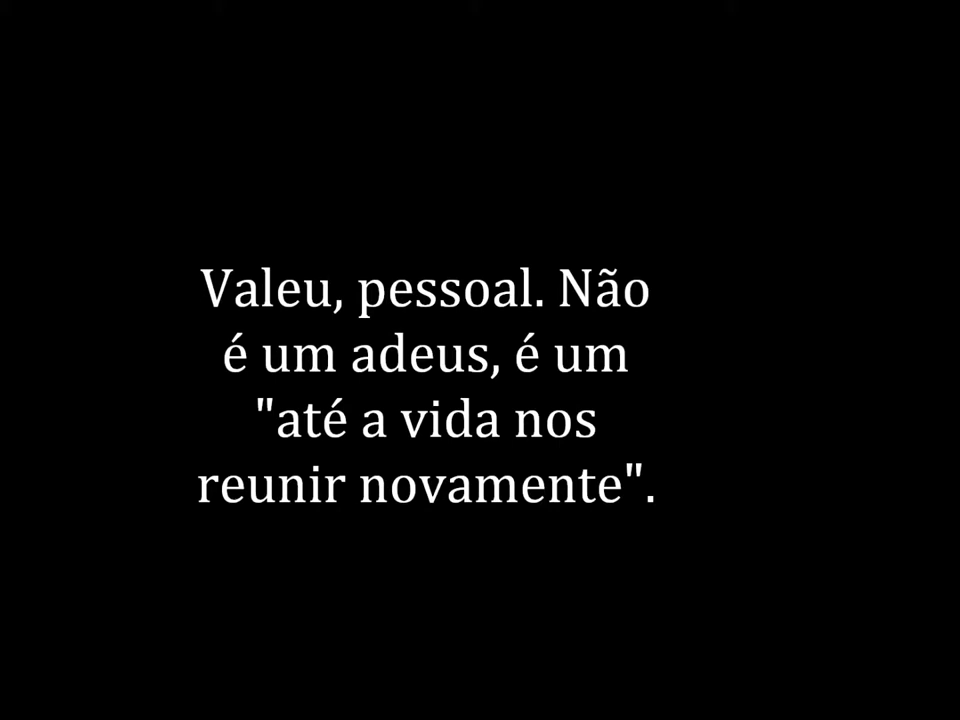 Valeu, pessoal. Não
é um adeus, é um
"até a vida nos
reunir novamente".